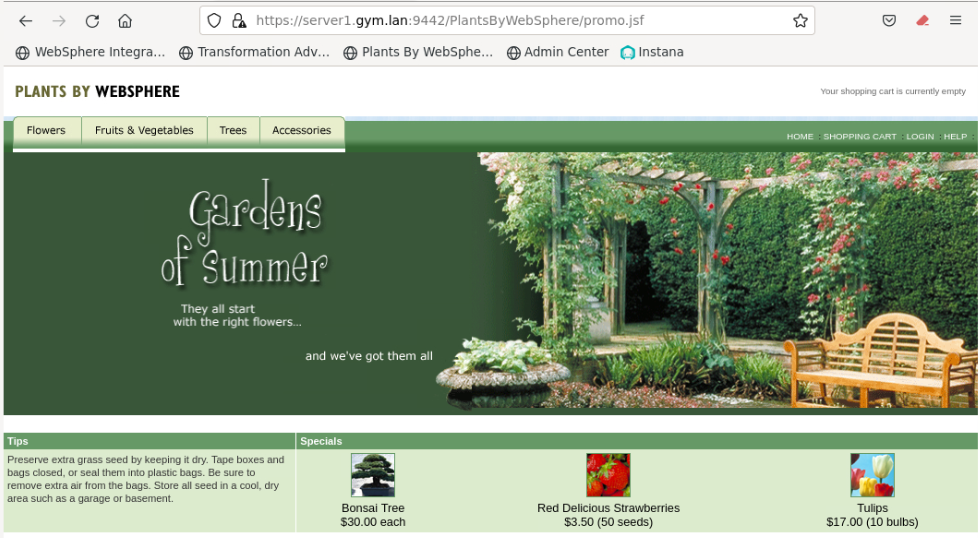 https://server1.gym.lan:9442/PlantsByWebSphere/promo.jsf
WebSphere Integra... Transformation Adv... Plants By WebSphe... Admin Center Instana
PLANTS BY WEBSPHERE
Your shopping cart is currently empty
Flowers Fruits & Vegetables Trees Accessories
HOME : SHOPPING CART : LOGIN : HELP :
Gardens
of Summer
They all start
with the right flowers...
and we've got them all
Tips
Preserve extra grass seed by keeping it dry. Tape boxes and
bags closed, or seal them into plastic bags. Be sure to
remove extra air from the bags. Store all seed in a cool, dry
area such as a garage or basement.
Specials
Bonsai Tree
$30.00 each
Red Delicious Strawberries
$3.50 (50 seeds)
Tulips
$17.00 (10 bulbs)